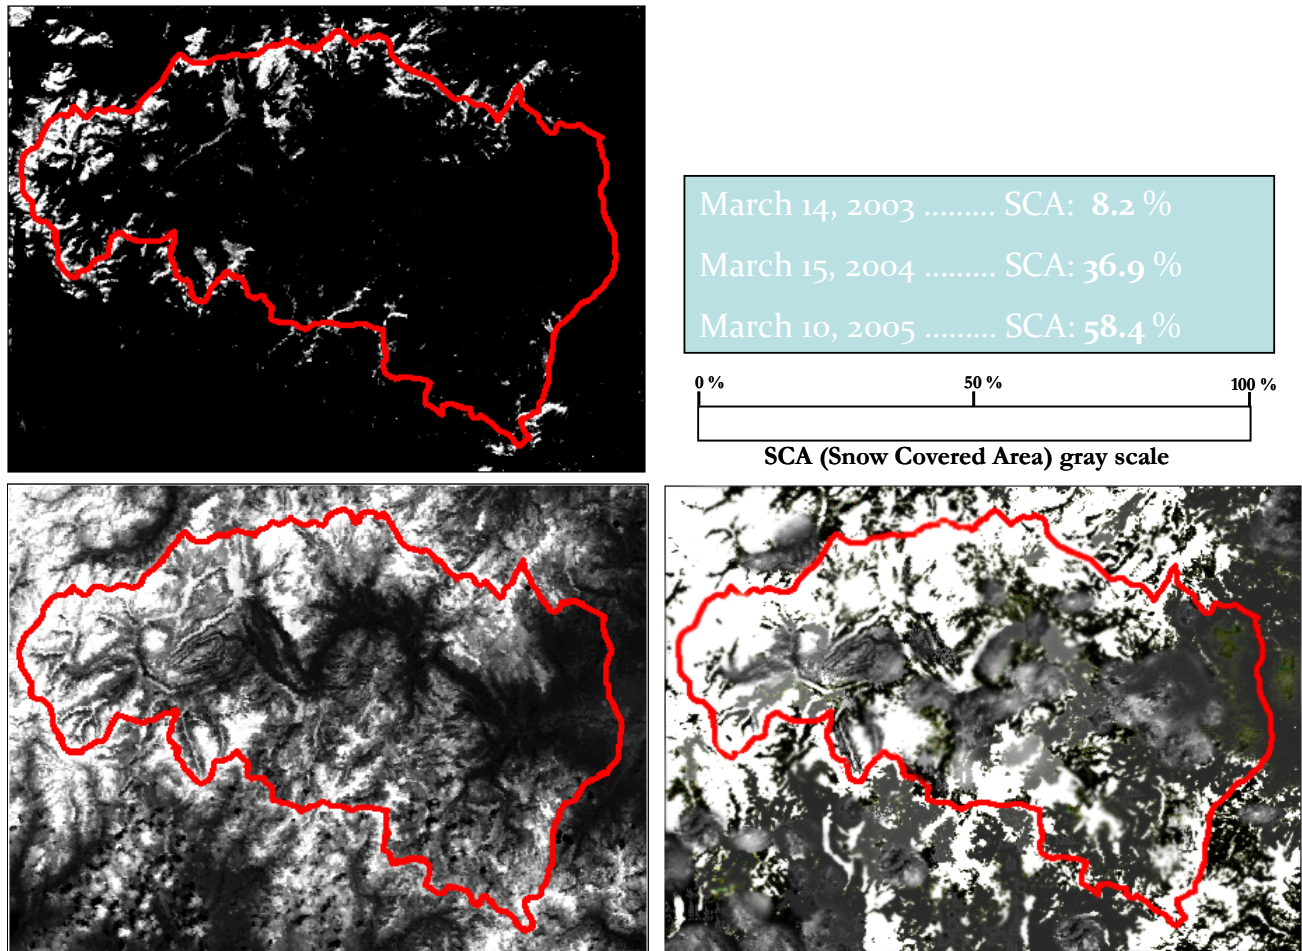 March 14, 2003 ......... SCA: 8.2 %
March 15, 2004 ......... SCA: 36.9 %
March 10, 2005 ......... SCA: 58.4 %
0 % 50 % 100 %
SCA (Snow Covered Area) gray scale